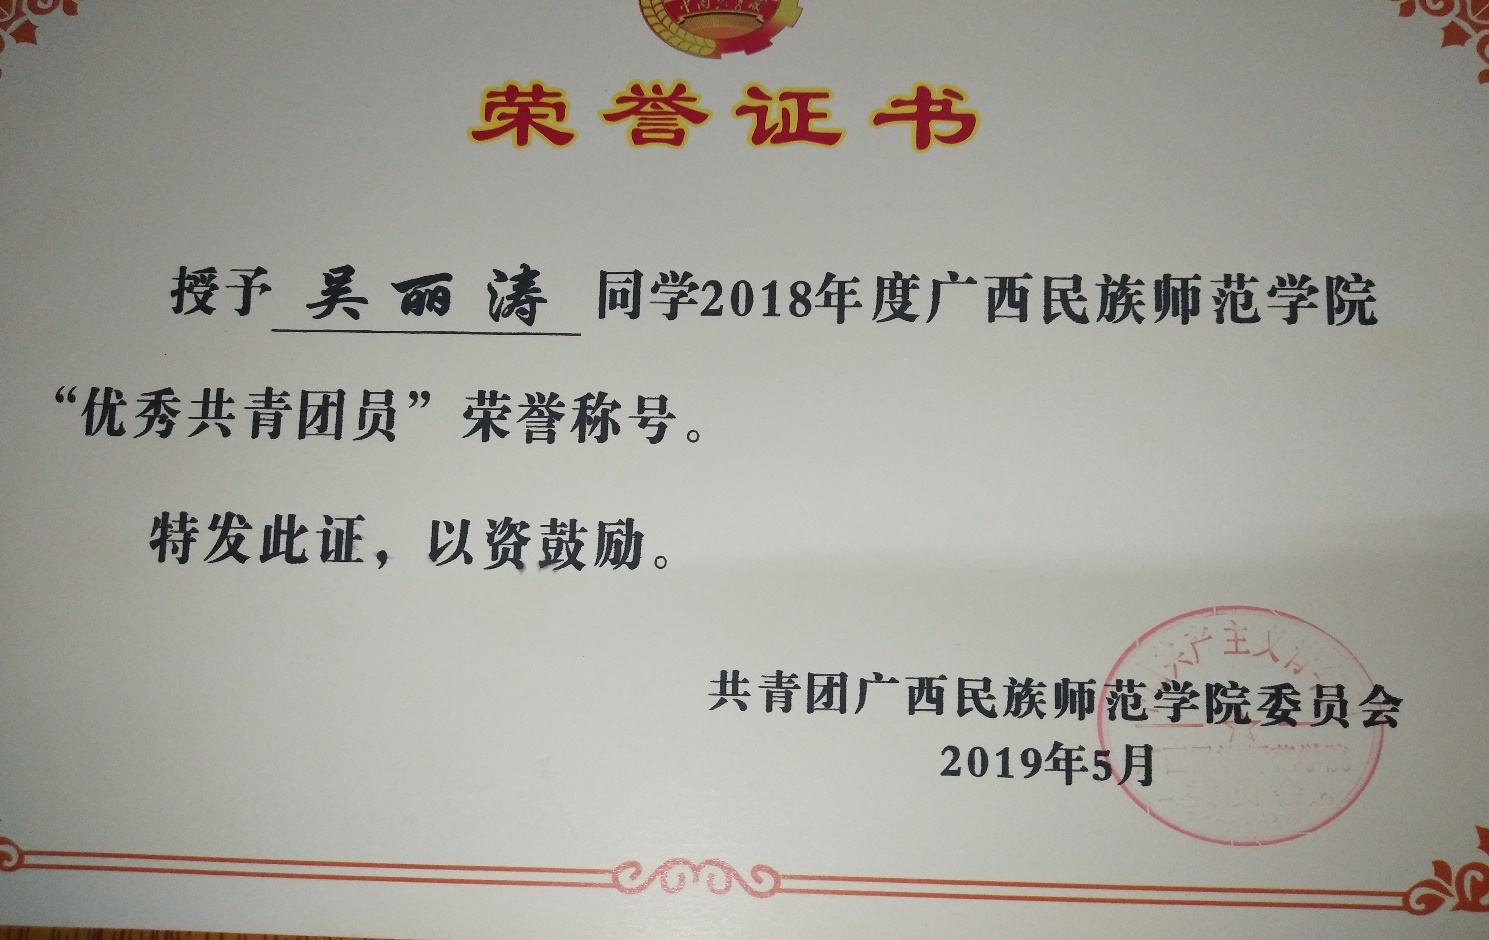 荣誉证书
授予 吴丽涛 同学2018年度广西民族师范学院
“优秀共青团员”荣誉称号。
特发此证，以资鼓励。
共青团广西民族师范学院委员会
2019年5月